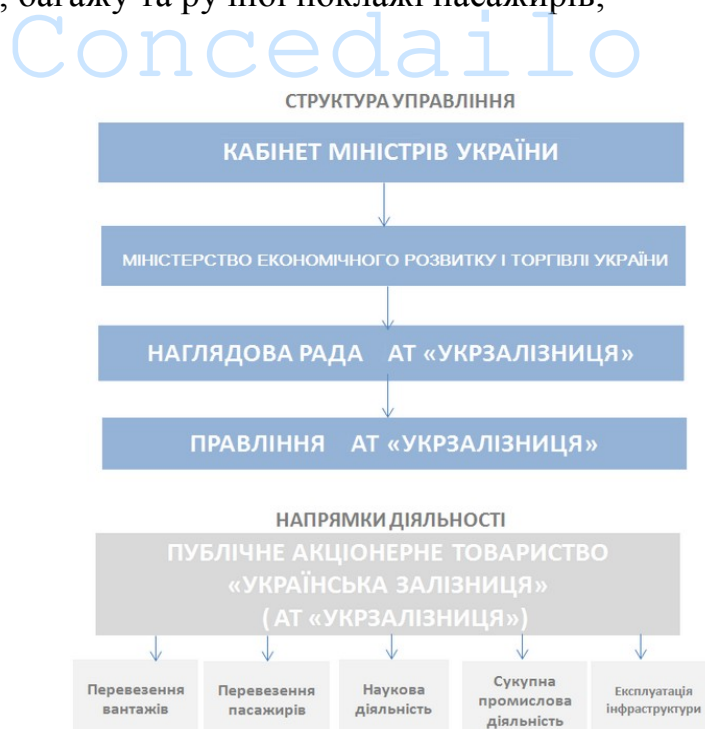 , багажу та ручної поклажі пасажирів;
Concedailo
СТРУКТУРА УПРАВЛІННЯ
КАБІНЕТ МІНІСТРІВ УКРАЇНИ
МІНІСТЕРСТВО ЕКОНОМІЧНОГО РОЗВИТКУ І ТОРГІВЛІ УКРАЇНИ
НАГЛЯДОВА РАДА АТ «УКРЗАЛІЗНИЦЯ»
ПРАВЛІННЯ АТ «УКРЗАЛІЗНИЦЯ»
НАПРЯМКИ ДІЯЛЬНОСТІ
ПУБЛІЧНЕ АКЦІОНЕРНЕ ТОВАРИСТВО
«УКРАЇНСЬКА ЗАЛІЗНИЦЯ»
( АТ «УКРЗАЛІЗНИЦЯ»)
Перевезення
вантажів
Перевезення
пасажирів
Наукова
діяльність
Сукупна
промислова
діяльність
Експлуатація
інфраструктури